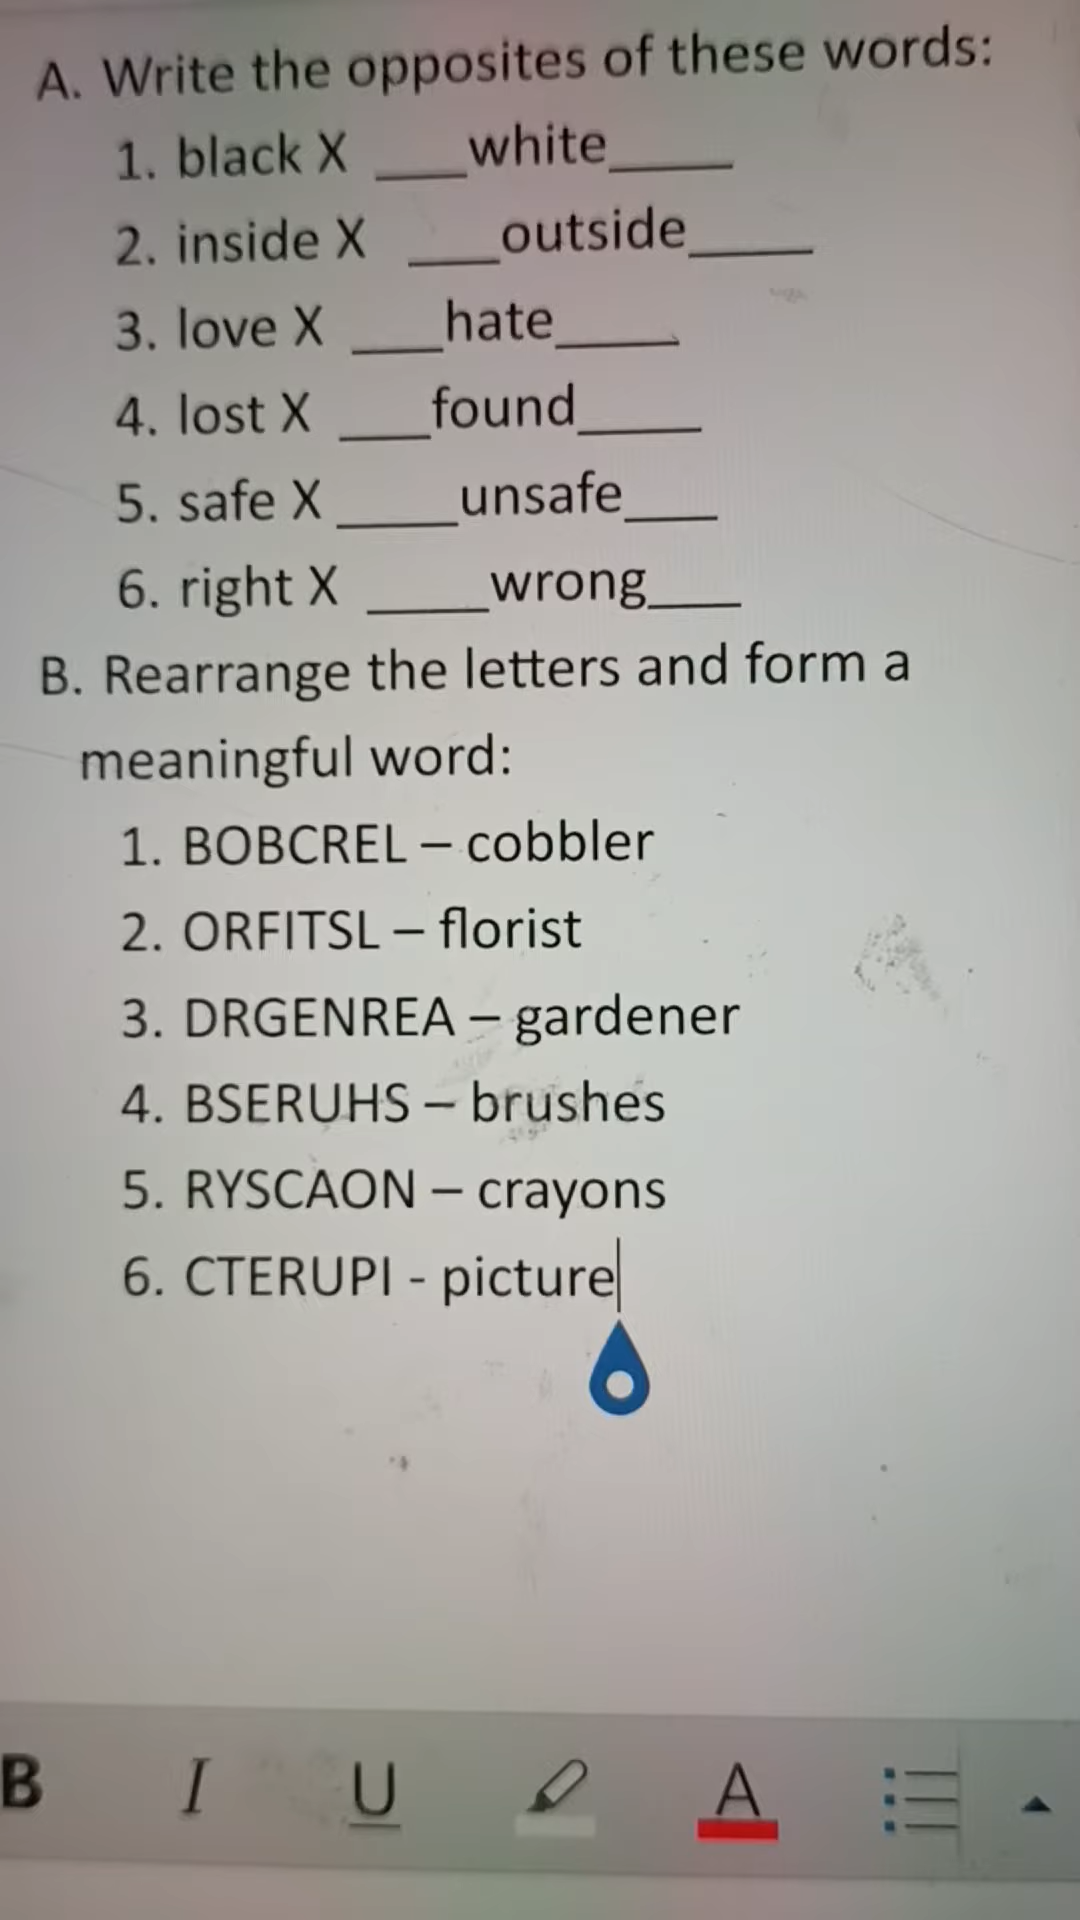 A. Write the opposites of these words:
1. black X ____white_____
2. inside X ____outside_____
3. love X ____hate_____
4. lost X ____found_____
5. safe X _____unsafe____
6. right X _____wrong____
B. Rearrange the letters and form a
meaningful word:
1. BOBCREL – cobbler
2. ORFITSL – florist
3. DRGENREA – gardener
4. BSERUHS – brushes
5. RYSCAON – crayons
6. CTERUPI - picture
B I U A